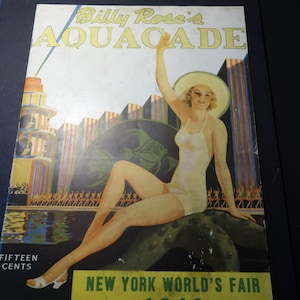 Billy Rose's
AQUACADE
FIFTEEN
CENTS
NEW YORK WORLD'S FAIR